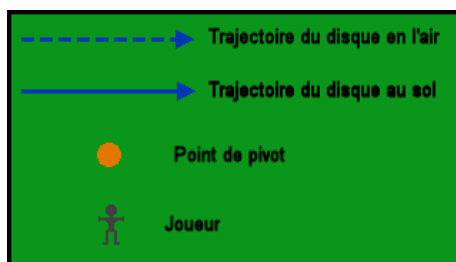 Trajectoire du disque en l'air
Trajectoire du disque au sol
Point de pivot
Joueur